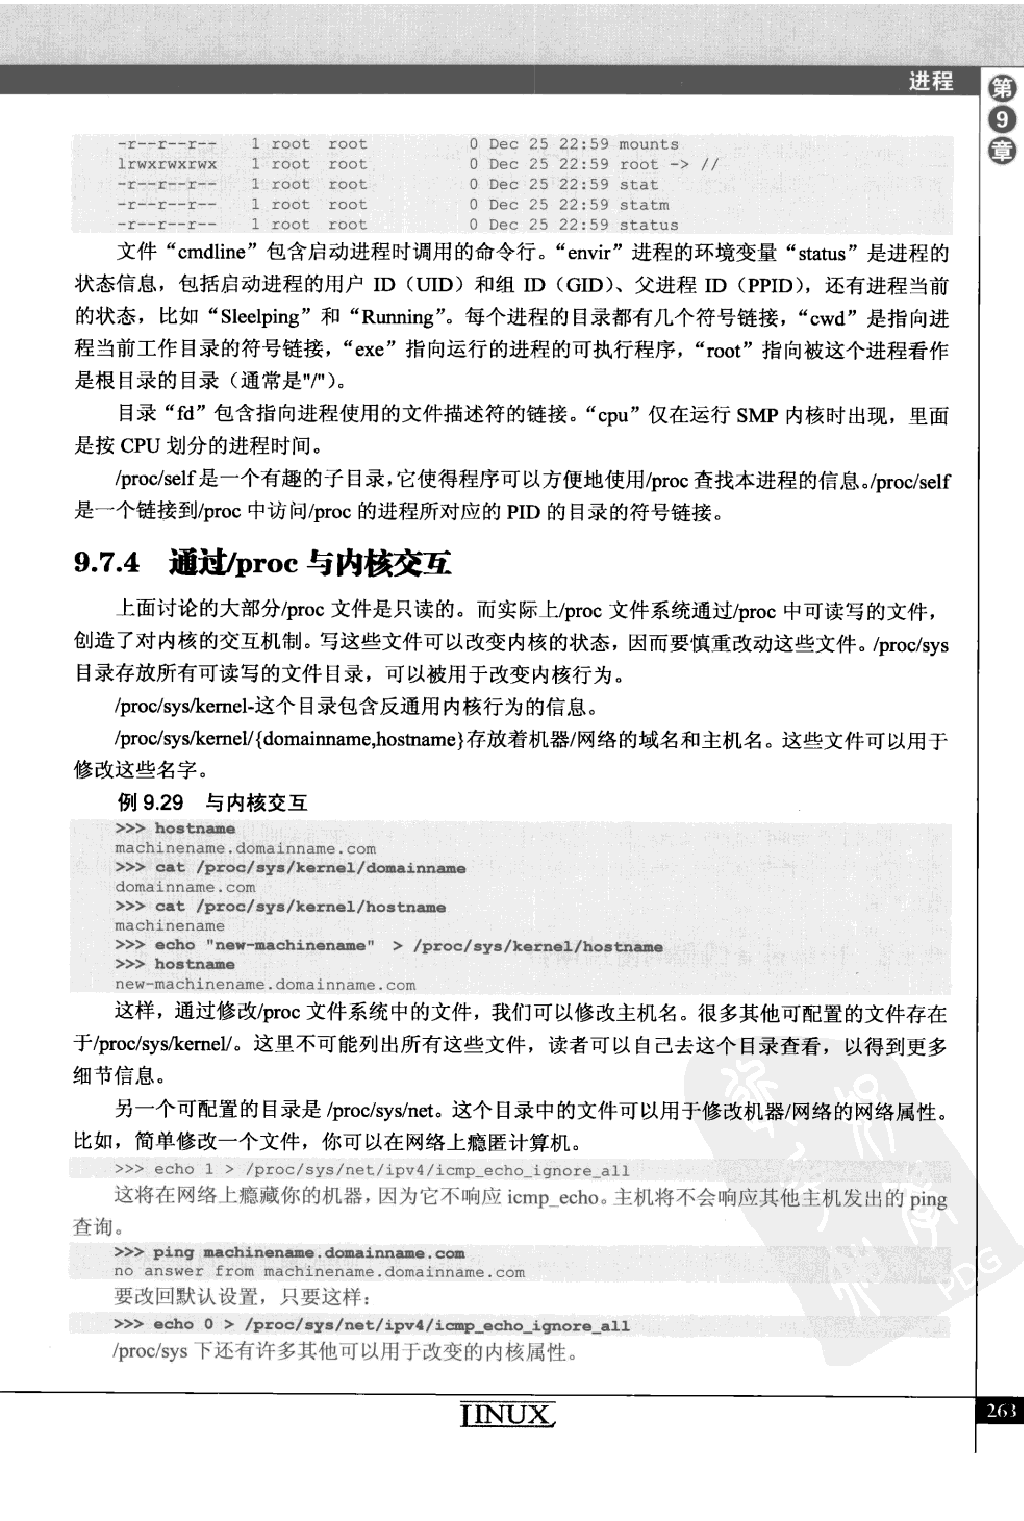 进程
第9章
-r--r--r-- 1 root root 0 Dec 25 22:59 mounts
lrwxrwxrwx 1 root root 0 Dec 25 22:59 root -> //
-r--r--r-- 1 root root 0 Dec 25 22:59 stat
-r--r--r-- 1 root root 0 Dec 25 22:59 statm
-r--r--r-- 1 root root 0 Dec 25 22:59 status
文件“cmdline”包含启动进程时调用的命令行。“envir”进程的环境变量“status”是进程的
状态信息，包括启动进程的用户 ID（UID）和组 ID（GID）、父进程 ID（PPID），还有进程当前
的状态，比如“Sleelping”和“Running”。每个进程的目录都有几个符号链接，“cwd”是指向进
程当前工作目录的符号链接，“exe”指向运行的进程的可执行程序，“root”指向被这个进程看作
是根目录的目录（通常是"/"）。
目录“fd”包含指向进程使用的文件描述符的链接。“cpu”仅在运行 SMP 内核时出现，里面
是按 CPU 划分的进程时间。
/proc/self 是一个有趣的子目录，它使得程序可以方便地使用/proc 查找本进程的信息。/proc/self
是一个链接到/proc 中访问/proc 的进程所对应的 PID 的目录的符号链接。
9.7.4 通过/proc 与内核交互
上面讨论的大部分/proc 文件是只读的。而实际上/proc 文件系统通过/proc 中可读写的文件，
创造了对内核的交互机制。写这些文件可以改变内核的状态，因而要慎重改动这些文件。/proc/sys
目录存放所有可读写的文件目录，可以被用于改变内核行为。
/proc/sys/kernel-这个目录包含反通用内核行为的信息。
/proc/sys/kernel/{domainname,hostname}存放着机器/网络的域名和主机名。这些文件可以用于
修改这些名字。
例 9.29 与内核交互
>>> hostname
machinename.domainname.com
>>> cat /proc/sys/kernel/domainname
domainname.com
>>> cat /proc/sys/kernel/hostname
machinename
>>> echo "new-machinename" > /proc/sys/kernel/hostname
>>> hostname
new-machinename.domainname.com
这样，通过修改/proc 文件系统中的文件，我们可以修改主机名。很多其他可配置的文件存在
于/proc/sys/kernel/。这里不可能列出所有这些文件，读者可以自己去这个目录查看，以得到更多
细节信息。
另一个可配置的目录是 /proc/sys/net。这个目录中的文件可以用于修改机器/网络的网络属性。
比如，简单修改一个文件，你可以在网络上瘾匿计算机。
>>> echo 1 > /proc/sys/net/ipv4/icmp_echo_ignore_all
这将在网络上瘾藏你的机器，因为它不响应 icmp_echo。主机将不会响应其他主机发出的 ping
查询。
>>> ping machinename.domainname.com
no answer from machinename.domainname.com
要改回默认设置，只要这样：
>>> echo 0 > /proc/sys/net/ipv4/icmp_echo_ignore_all
/proc/sys 下还有许多其他可以用于改变的内核属性。
PDG
LINUX
263